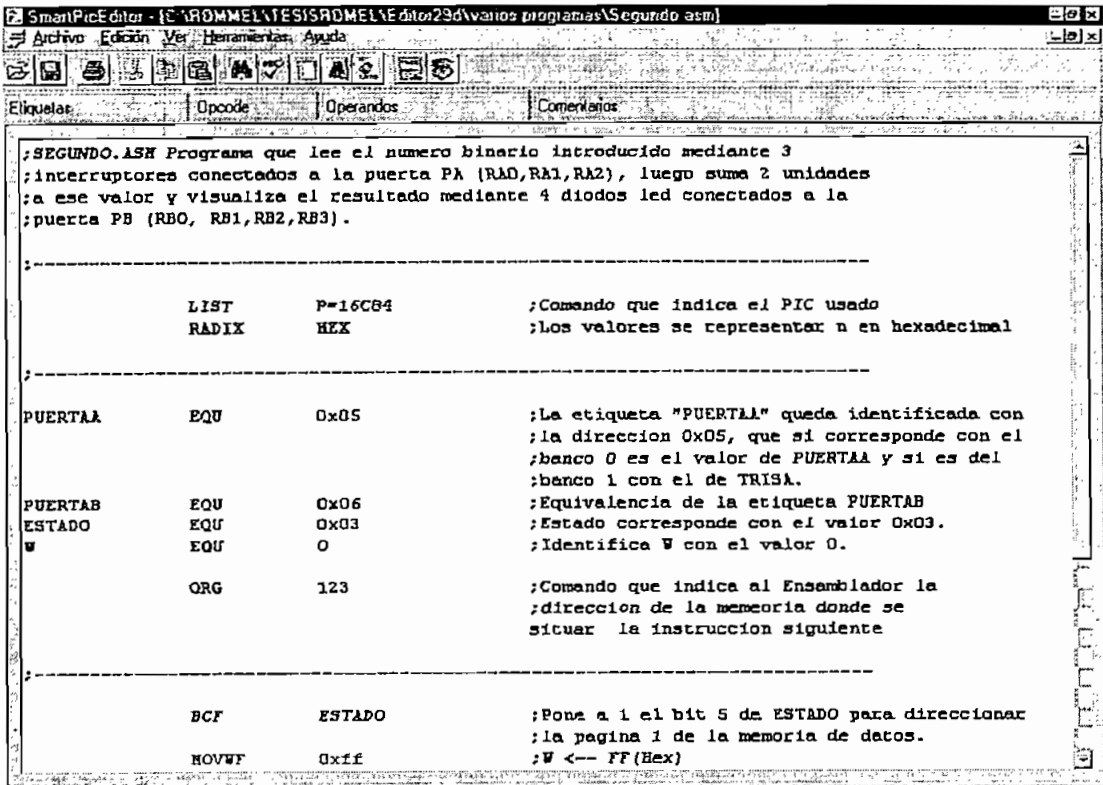 SmartPicEditor - [C:\ROMMEL\TESISROMEL\Editor29d\varios programas\Segundo asm]
Archivo Edición Ver Herramientas Ayuda
Etiquetas Opcode Operandos Comentarios
;SEGUNDO.ASM Programa que lee el numero binario introducido mediante 3
;interruptores conectados a la puerta PA (RA0,RA1,RA2), luego suma 2 unidades
;a ese valor y visualiza el resultado mediante 4 diodos led conectados a la
;puerta PB (RB0, RB1,RB2,RB3).
;------------------------------------------------------------------------
LIST P=16C84 ;Comando que indica el PIC usado
RADIX HEX ;Los valores se representar n en hexadecimal
;------------------------------------------------------------------------
PUERTAA EQU 0x05 ;La etiqueta "PUERTAA" queda identificada con
;la direccion 0x05, que si corresponde con el
;banco 0 es el valor de PUERTAA y si es del
;banco 1 con el de TRISA.
PUERTAB EQU 0x06 ;Equivalencia de la etiqueta PUERTAB
ESTADO EQU 0x03 ;Estado corresponde con el valor 0x03.
W EQU 0 ;Identifica W con el valor 0.
ORG 123 ;Comando que indica al Ensamblador la
;direccion de la memeoria donde se
situar la instruccion siguiente
;------------------------------------------------------------------------
BCF ESTADO ;Pone a 1 el bit 5 de ESTADO para direccionar
;la pagina 1 de la memoria de datos.
MOVWF 0xff ;W <-- FF(Hex)